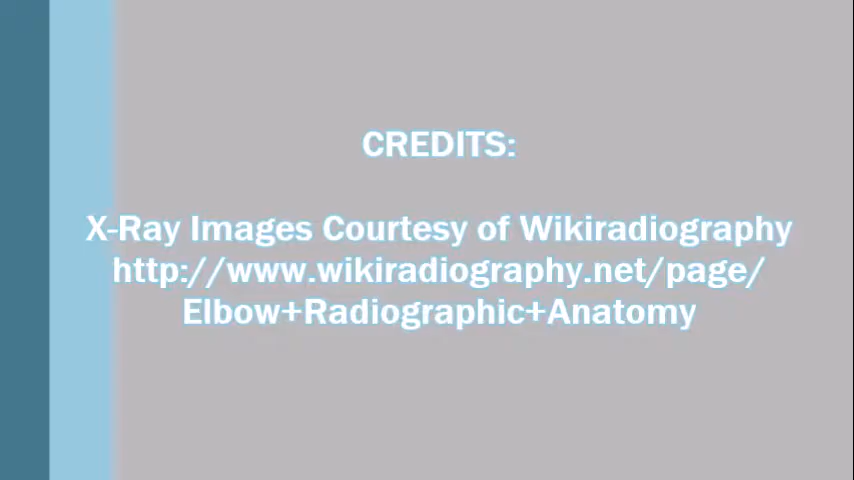 CREDITS:
X-Ray Images Courtesy of Wikiradiography
http://www.wikiradiography.net/page/
Elbow+Radiographic+Anatomy